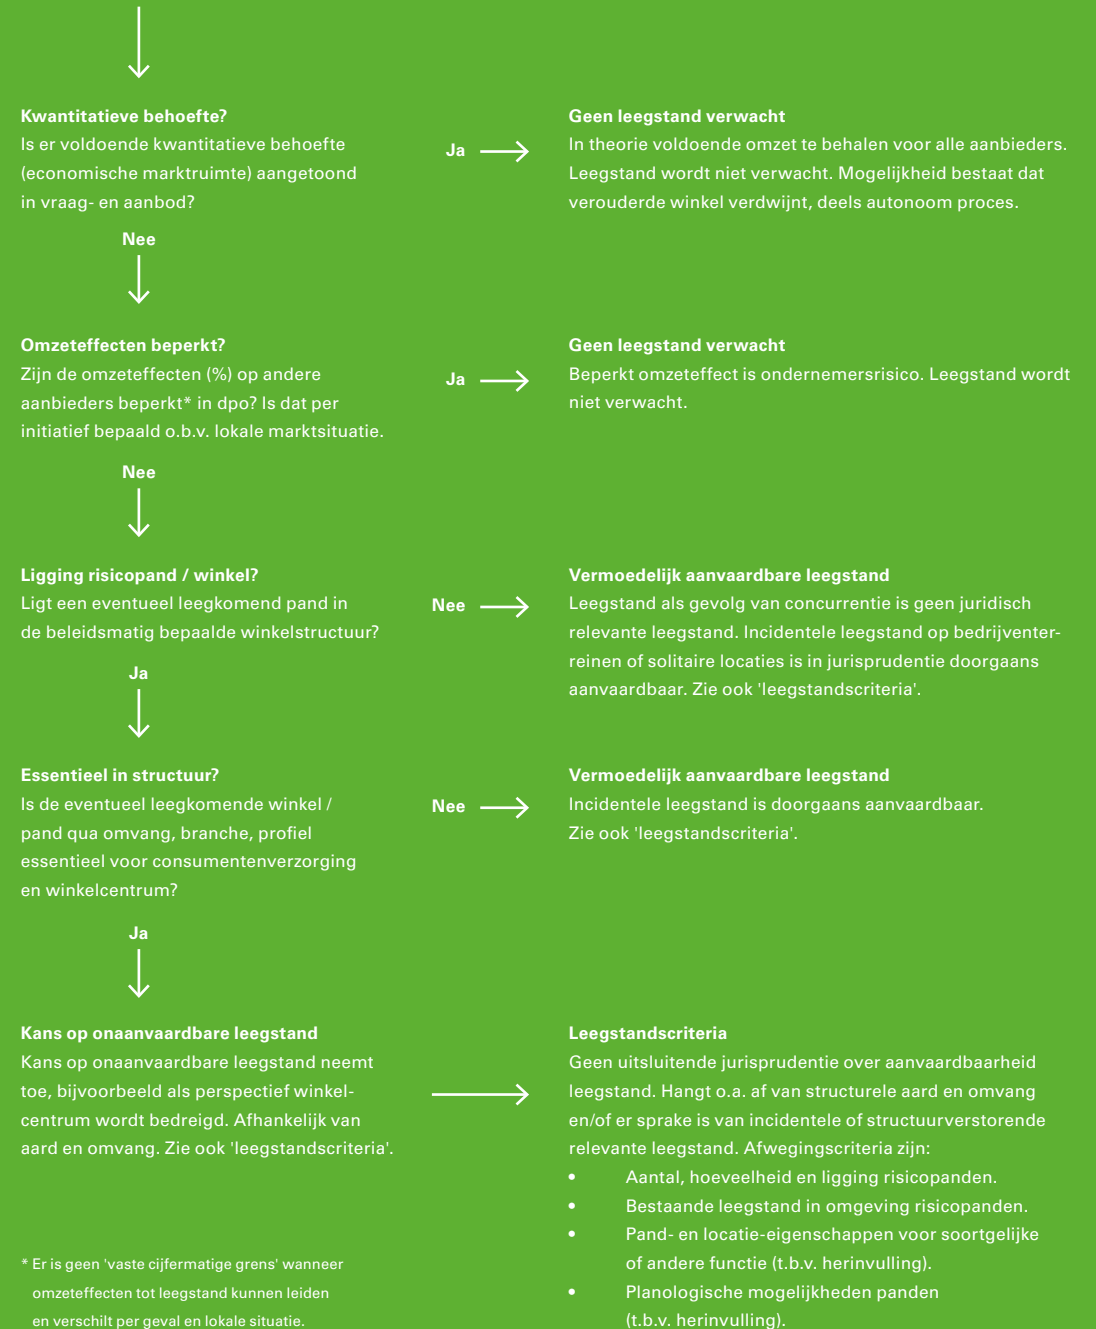 Kwantitatieve behoefte?
Is er voldoende kwantitatieve behoefte
(economische marktruimte) aangetoond
in vraag- en aanbod?
Ja
Geen leegstand verwacht
In theorie voldoende omzet te behalen voor alle aanbieders.
Leegstand wordt niet verwacht. Mogelijkheid bestaat dat
verouderde winkel verdwijnt, deels autonoom proces.
Nee
Omzeteffecten beperkt?
Zijn de omzeteffecten (%) op andere
aanbieders beperkt* in dpo? Is dat per
initiatief bepaald o.b.v. lokale marktsituatie.
Ja
Geen leegstand verwacht
Beperkt omzeteffect is ondernemersrisico. Leegstand wordt
niet verwacht.
Nee
Ligging risicopand / winkel?
Ligt een eventueel leegkomend pand in
de beleidsmatig bepaalde winkelstructuur?
Nee
Vermoedelijk aanvaardbare leegstand
Leegstand als gevolg van concurrentie is geen juridisch
relevante leegstand. Incidentele leegstand op bedrijventer-
reinen of solitaire locaties is in jurisprudentie doorgaans
aanvaardbaar. Zie ook 'leegstandscriteria'.
Ja
Essentieel in structuur?
Is de eventueel leegkomende winkel /
pand qua omvang, branche, profiel
essentieel voor consumentenverzorging
en winkelcentrum?
Nee
Vermoedelijk aanvaardbare leegstand
Incidentele leegstand is doorgaans aanvaardbaar.
Zie ook 'leegstandscriteria'.
Ja
Kans op onaanvaardbare leegstand
Kans op onaanvaardbare leegstand neemt
toe, bijvoorbeeld als perspectief winkel-
centrum wordt bedreigd. Afhankelijk van
aard en omvang. Zie ook 'leegstandscriteria'.
Leegstandscriteria
Geen uitsluitende jurisprudentie over aanvaardbaarheid
leegstand. Hangt o.a. af van structurele aard en omvang
en/of er sprake is van incidentele of structuurverstorende
relevante leegstand. Afwegingscriteria zijn:
• Aantal, hoeveelheid en ligging risicopanden.
• Bestaande leegstand in omgeving risicopanden.
• Pand- en locatie-eigenschappen voor soortgelijke
of andere functie (t.b.v. herinvulling).
• Planologische mogelijkheden panden
(t.b.v. herinvulling).
* Er is geen 'vaste cijfermatige grens' wanneer
omzeteffecten tot leegstand kunnen leiden
en verschilt per geval en lokale situatie.